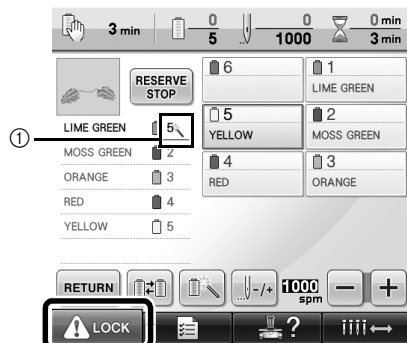 3 min
0
5
0
1000
0 min
3 min
RESERVE
STOP
6
1
LIME GREEN
① LIME GREEN 5
5
YELLOW
2
MOSS GREEN
MOSS GREEN 2
ORANGE 3
4
RED
3
ORANGE
RED 4
YELLOW 5
RETURN
-/+
1000
spm
− +
LOCK
?